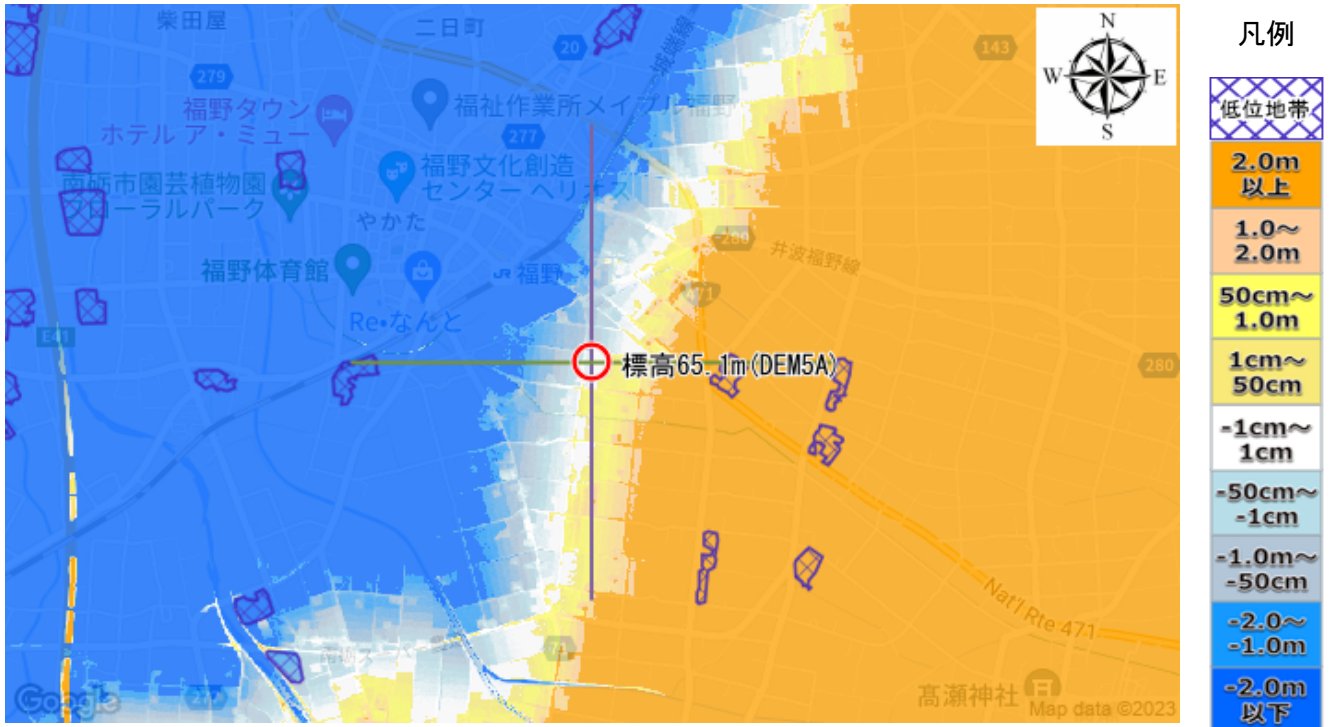 柴田屋
二日町
城端線
20
143
279
福野タウン
ホテル ア・ミュー
福祉作業所メイプル福野
277
福野文化創造
センター ヘリオス
南砺市園芸植物園
フローラルパーク
やかた
福野体育館
JR 福野
Re・なんと
E41
280
井波福野線
471
標高65.1m(DEM5A)
280
Nat'l Rte 471
髙瀬神社
Google
Map data ©2023
N
W
E
S
凡例
低位地帯
2.0m
以上
1.0～
2.0m
50cm～
1.0m
1cm～
50cm
-1cm～
1cm
-50cm～
-1cm
-1.0m～
-50cm
-2.0～
-1.0m
-2.0m
以下